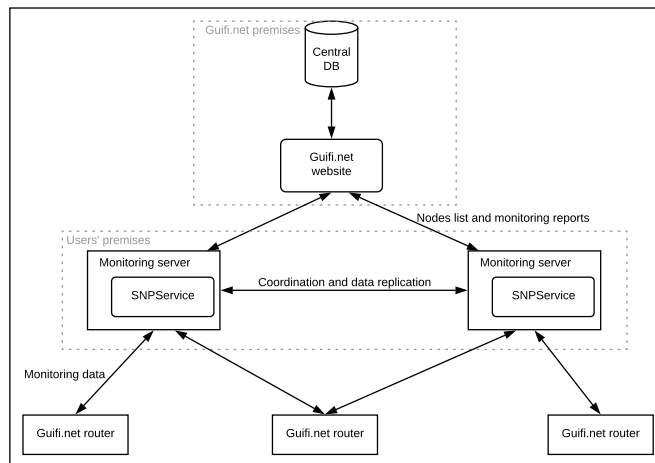 Guifi.net premises
Central
DB
Guifi.net
website
Nodes list and monitoring reports
Users' premises
Monitoring server
Monitoring server
SNPService
Coordination and data replication
SNPService
Monitoring data
Guifi.net router
Guifi.net router
Guifi.net router